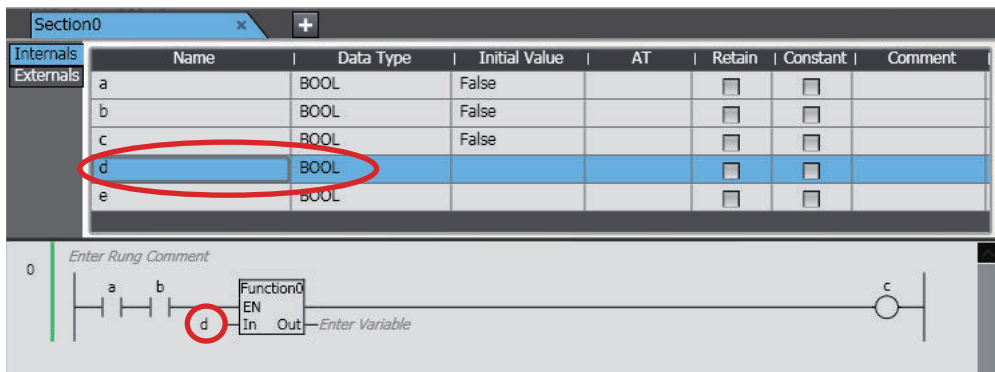 Section0 × +
Internals Name Data Type Initial Value AT Retain Constant Comment
Externals
a BOOL False
b BOOL False
c BOOL False
d BOOL
e BOOL
Enter Rung Comment
0
a b Function0 c
EN
d In Out Enter Variable